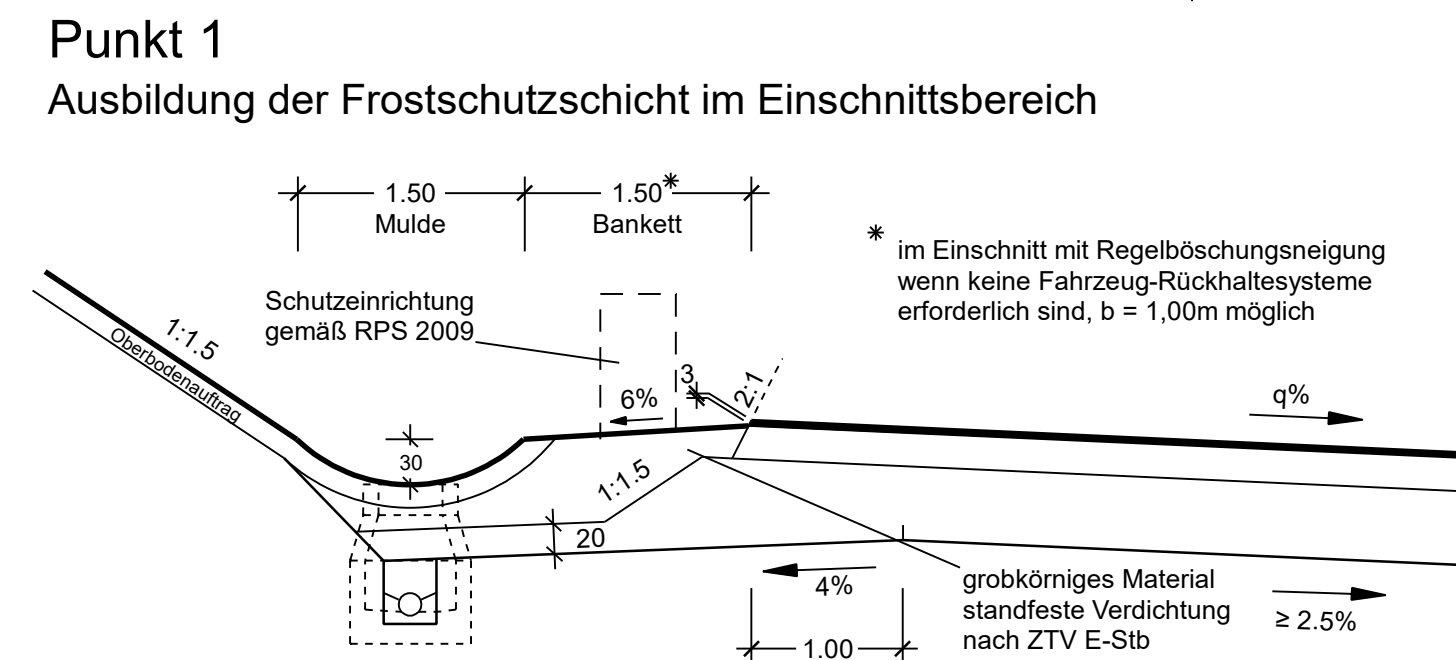 Punkt 1
Ausbildung der Frostschutzschicht im Einschnittsbereich
1.50
1.50*
Mulde
Bankett
* im Einschnitt mit Regelböschungsneigung
wenn keine Fahrzeug-Rückhaltesysteme
erforderlich sind, b = 1,00m möglich
Schutzeinrichtung
gemäß RPS 2009
1:1.5
Oberbodenauftrag
3
2:1
6%
q%
30
1:1.5
20
4%
grobkörniges Material
standfeste Verdichtung
nach ZTV E-Stb
≥ 2.5%
1.00